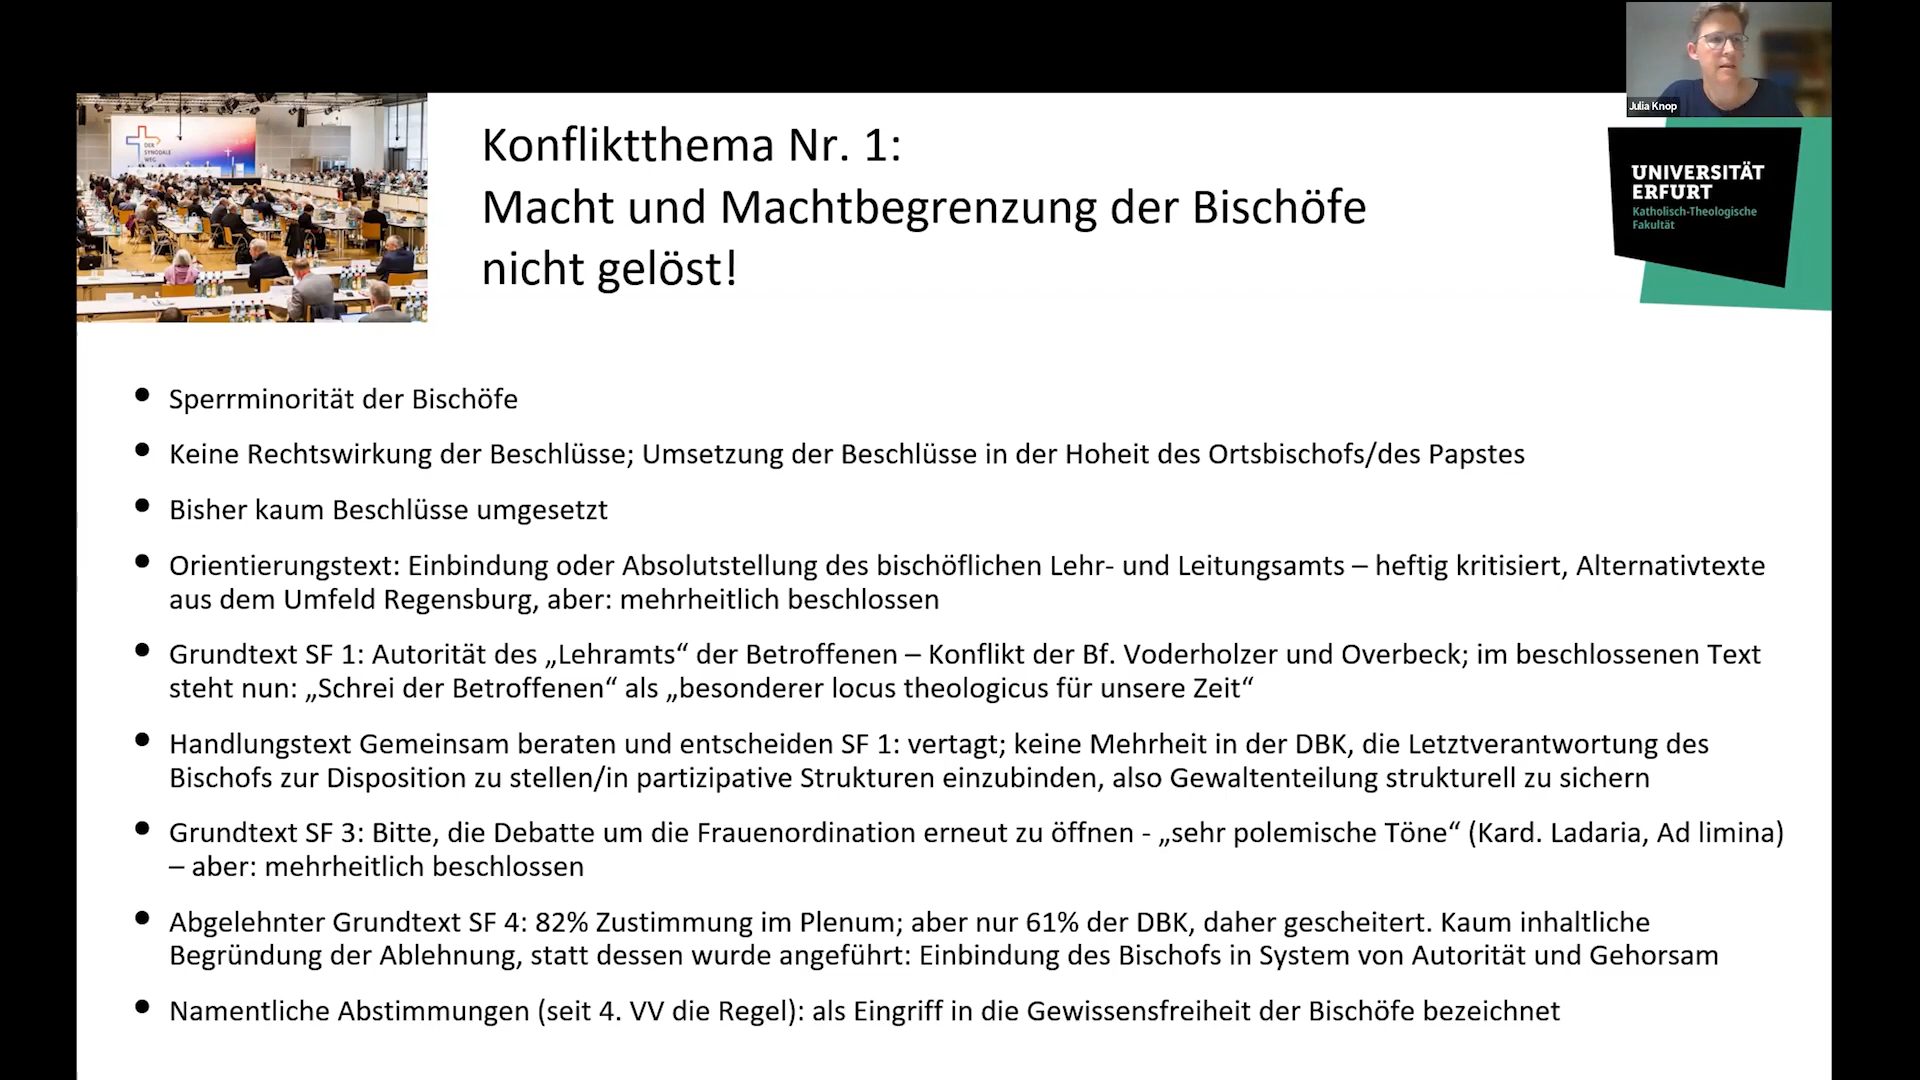 Julia Knop
DER
SYNODALE
WEG
Konfliktthema Nr. 1:
Macht und Machtbegrenzung der Bischöfe
nicht gelöst!
UNIVERSITÄT
ERFURT
Katholisch-Theologische
Fakultät
• Sperrminorität der Bischöfe
• Keine Rechtswirkung der Beschlüsse; Umsetzung der Beschlüsse in der Hoheit des Ortsbischofs/des Papstes
• Bisher kaum Beschlüsse umgesetzt
• Orientierungstext: Einbindung oder Absolutstellung des bischöflichen Lehr- und Leitungsamts – heftig kritisiert, Alternativtexte
aus dem Umfeld Regensburg, aber: mehrheitlich beschlossen
• Grundtext SF 1: Autorität des „Lehramts“ der Betroffenen – Konflikt der Bf. Voderholzer und Overbeck; im beschlossenen Text
steht nun: „Schrei der Betroffenen“ als „besonderer locus theologicus für unsere Zeit“
• Handlungstext Gemeinsam beraten und entscheiden SF 1: vertagt; keine Mehrheit in der DBK, die Letztverantwortung des
Bischofs zur Disposition zu stellen/in partizipative Strukturen einzubinden, also Gewaltenteilung strukturell zu sichern
• Grundtext SF 3: Bitte, die Debatte um die Frauenordination erneut zu öffnen - „sehr polemische Töne“ (Kard. Ladaria, Ad limina)
– aber: mehrheitlich beschlossen
• Abgelehnter Grundtext SF 4: 82% Zustimmung im Plenum; aber nur 61% der DBK, daher gescheitert. Kaum inhaltliche
Begründung der Ablehnung, statt dessen wurde angeführt: Einbindung des Bischofs in System von Autorität und Gehorsam
• Namentliche Abstimmungen (seit 4. VV die Regel): als Eingriff in die Gewissensfreiheit der Bischöfe bezeichnet